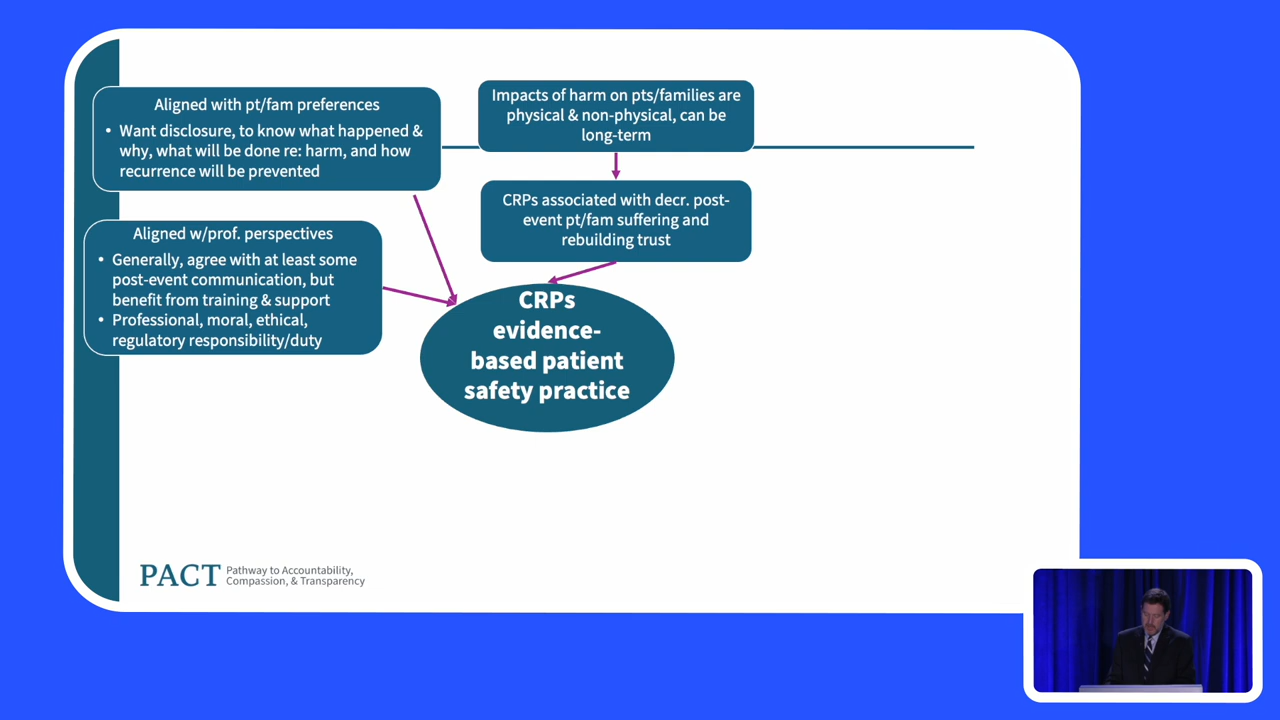 Aligned with pt/fam preferences
• Want disclosure, to know what happened &
why, what will be done re: harm, and how
recurrence will be prevented
Impacts of harm on pts/families are
physical & non-physical, can be
long-term
CRPs associated with decr. post-
event pt/fam suffering and
rebuilding trust
Aligned w/prof. perspectives
• Generally, agree with at least some
post-event communication, but
benefit from training & support
• Professional, moral, ethical,
regulatory responsibility/duty
CRPs
evidence-
based patient
safety practice
PACT
Pathway to Accountability,
Compassion, & Transparency